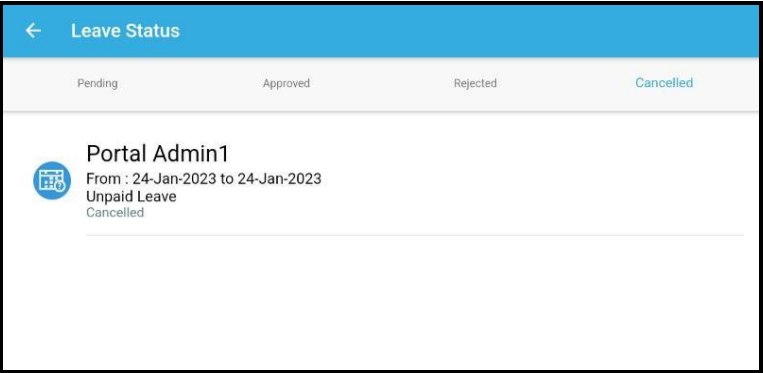 Leave Status
Pending Approved Rejected Cancelled
Portal Admin1
From : 24-Jan-2023 to 24-Jan-2023
Unpaid Leave
Cancelled